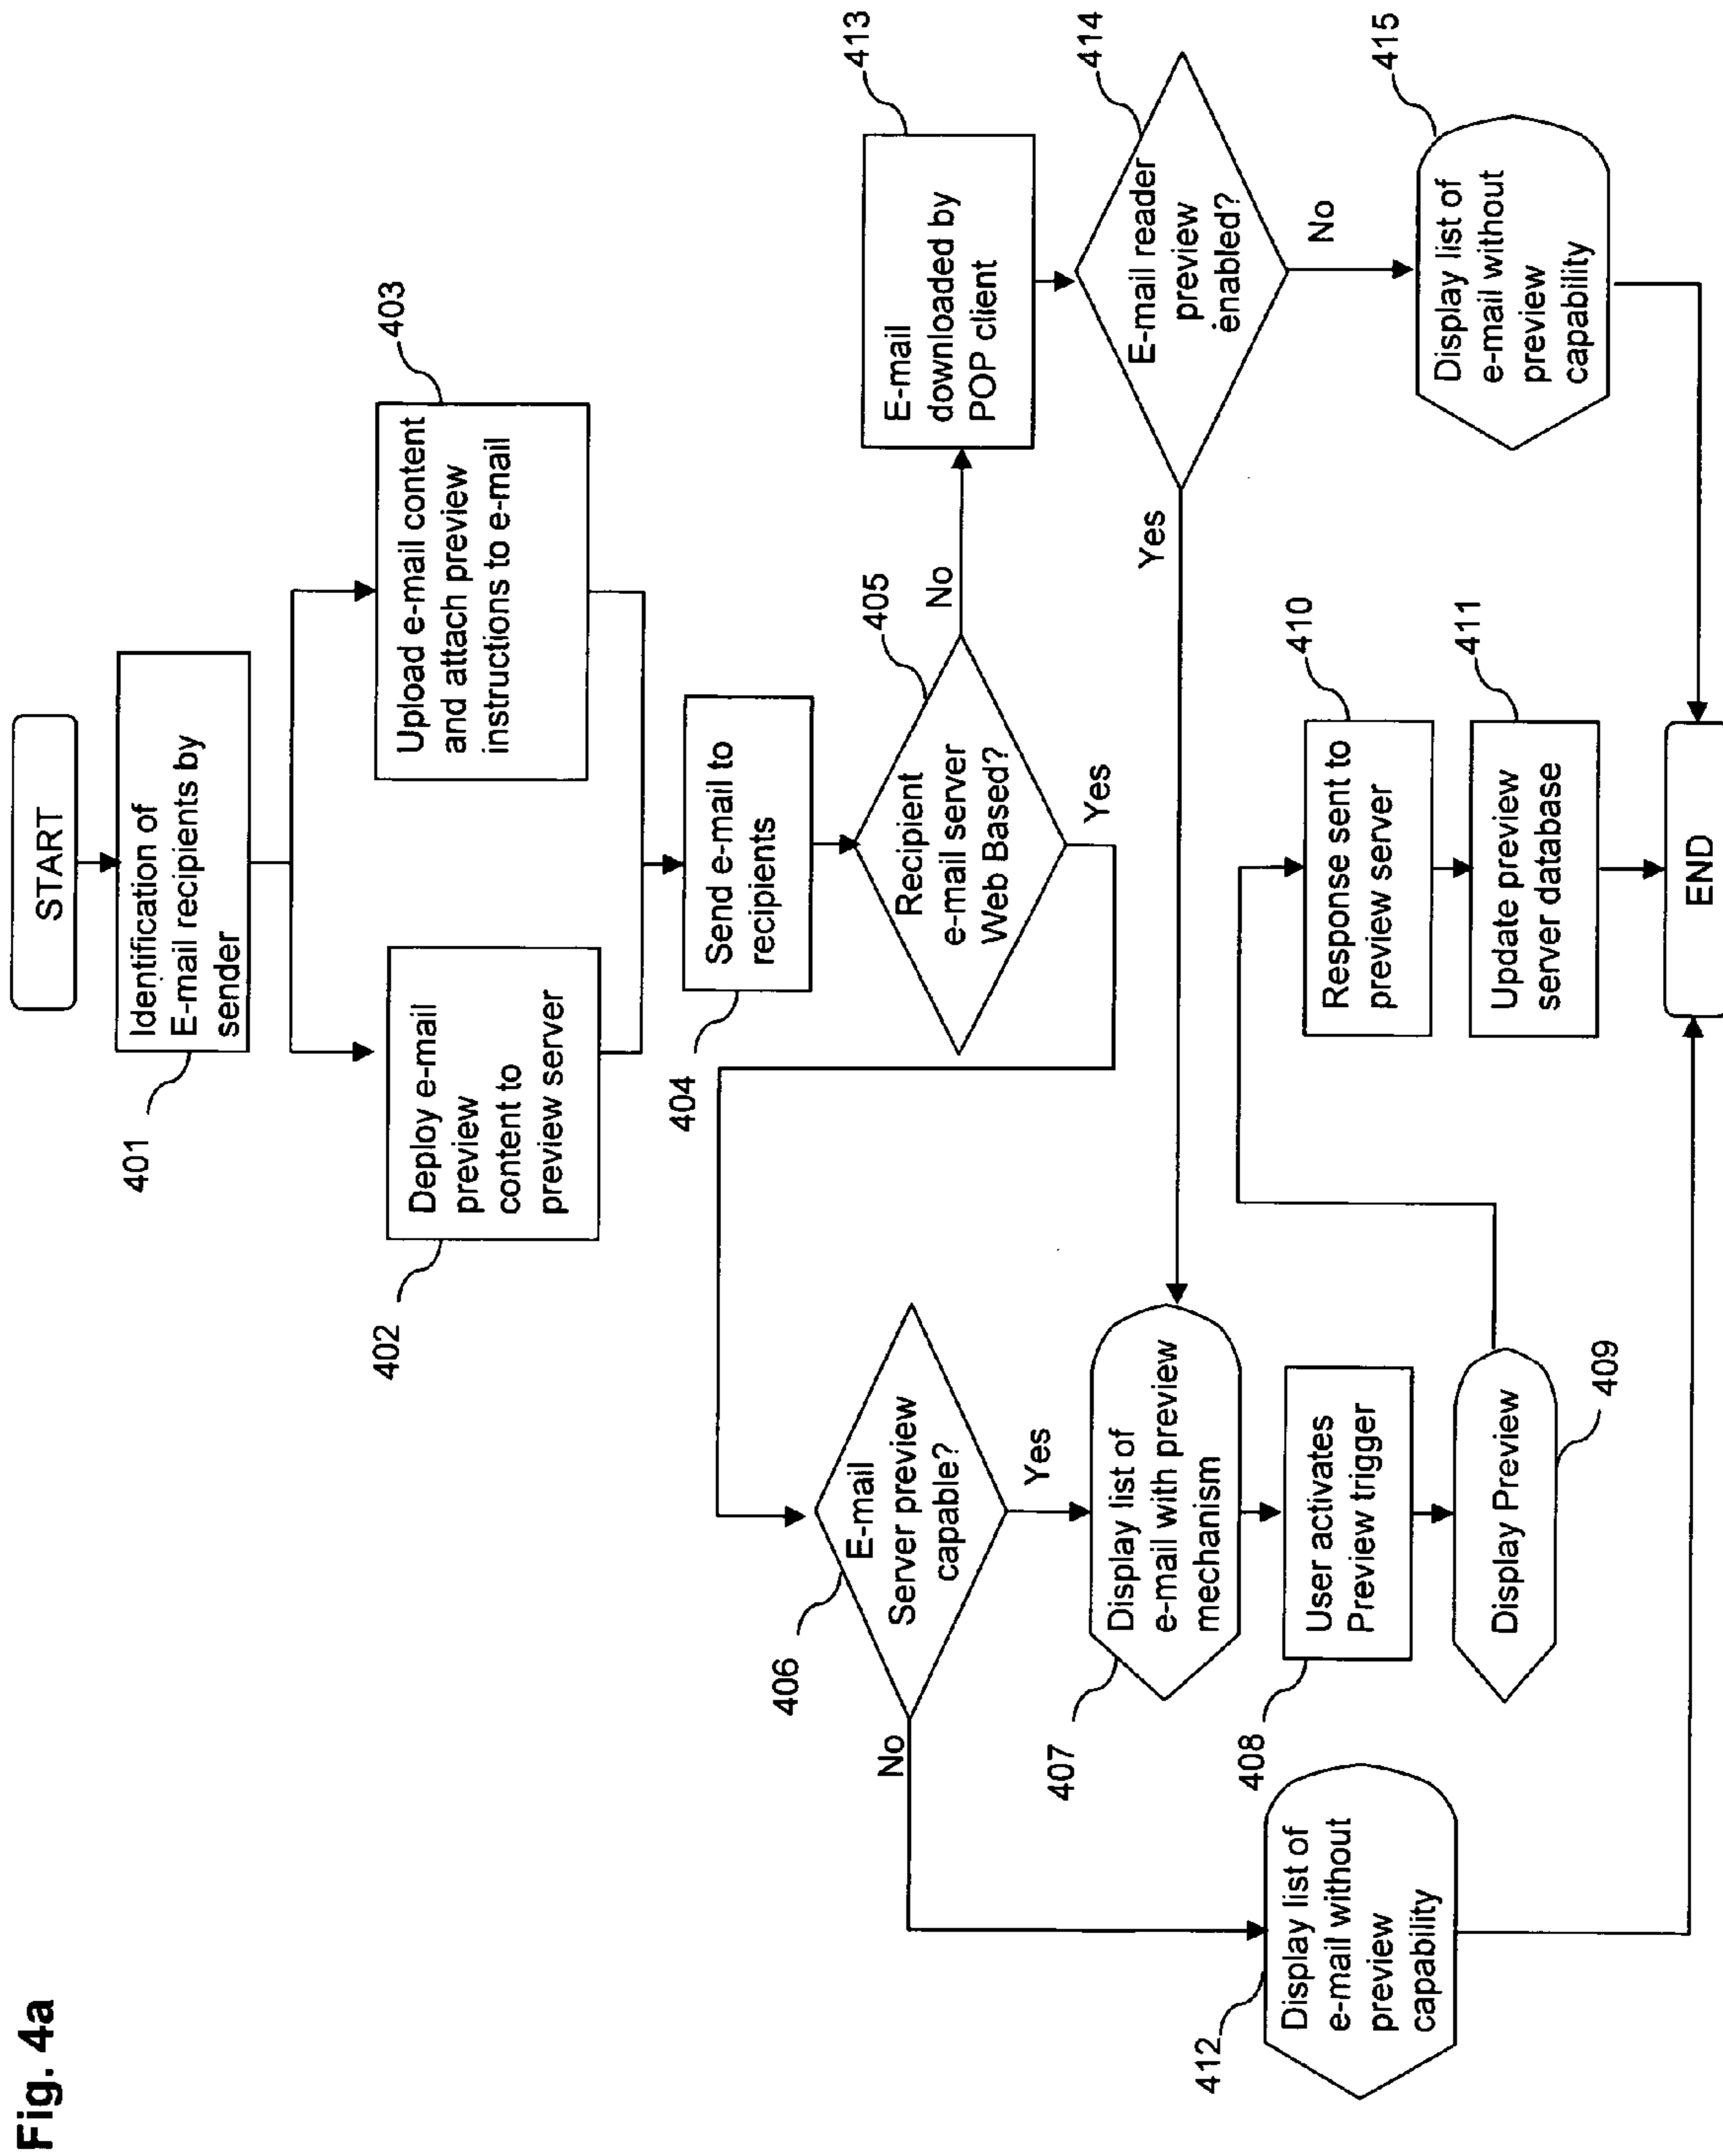 Fig. 4a
START
Identification of
E-mail recipients by
sender
401
Deploy e-mail
preview
content to
preview server
402
Upload e-mail content
and attach preview
instructions to e-mail
403
Send e-mail to
recipients
404
Recipient
e-mail server
Web Based?
405
No
Yes
E-mail
downloaded by
POP client
413
E-mail
Server preview
capable?
406
No
Yes
E-mail reader
preview
enabled?
414
Yes
No
Display list of
e-mail with preview
mechanism
407
User activates
Preview trigger
408
Display Preview
409
Display list of
e-mail without
preview
capability
412
Response sent to
preview server
410
Update preview
server database
411
Display list of
e-mail without
preview
capability
415
END